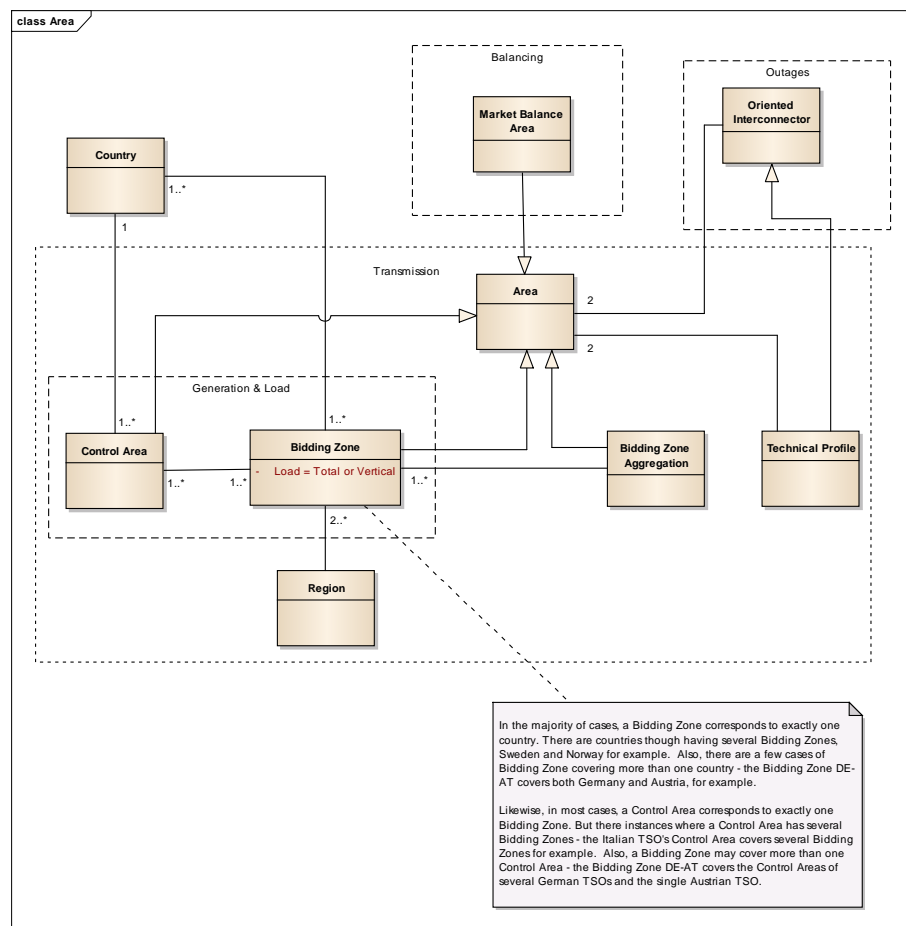 class Area
Balancing
Outages
Market Balance
Area
Oriented
Interconnector
Country
1..*
1
Transmission
Area
2
2
Generation & Load
1..*
1..*
Control Area
Bidding Zone
- Load = Total or Vertical
Bidding Zone
Aggregation
Technical Profile
1..*
1..*
1..*
2..*
Region
In the majority of cases, a Bidding Zone corresponds to exactly one
country. There are countries though having several Bidding Zones,
Sweden and Norway for example.  Also, there are a few cases of
Bidding Zone covering more than one country - the Bidding Zone DE-
AT covers both Germany and Austria, for example.
Likewise, in most cases, a Control Area corresponds to exactly one
Bidding Zone. But there instances where a Control Area has several
Bidding Zones - the Italian TSO's Control Area covers several Bidding
Zones for example.  Also, a Bidding Zone may cover more than one
Control Area - the Bidding Zone DE-AT covers the Control Areas of
several German TSOs and the single Austrian TSO.